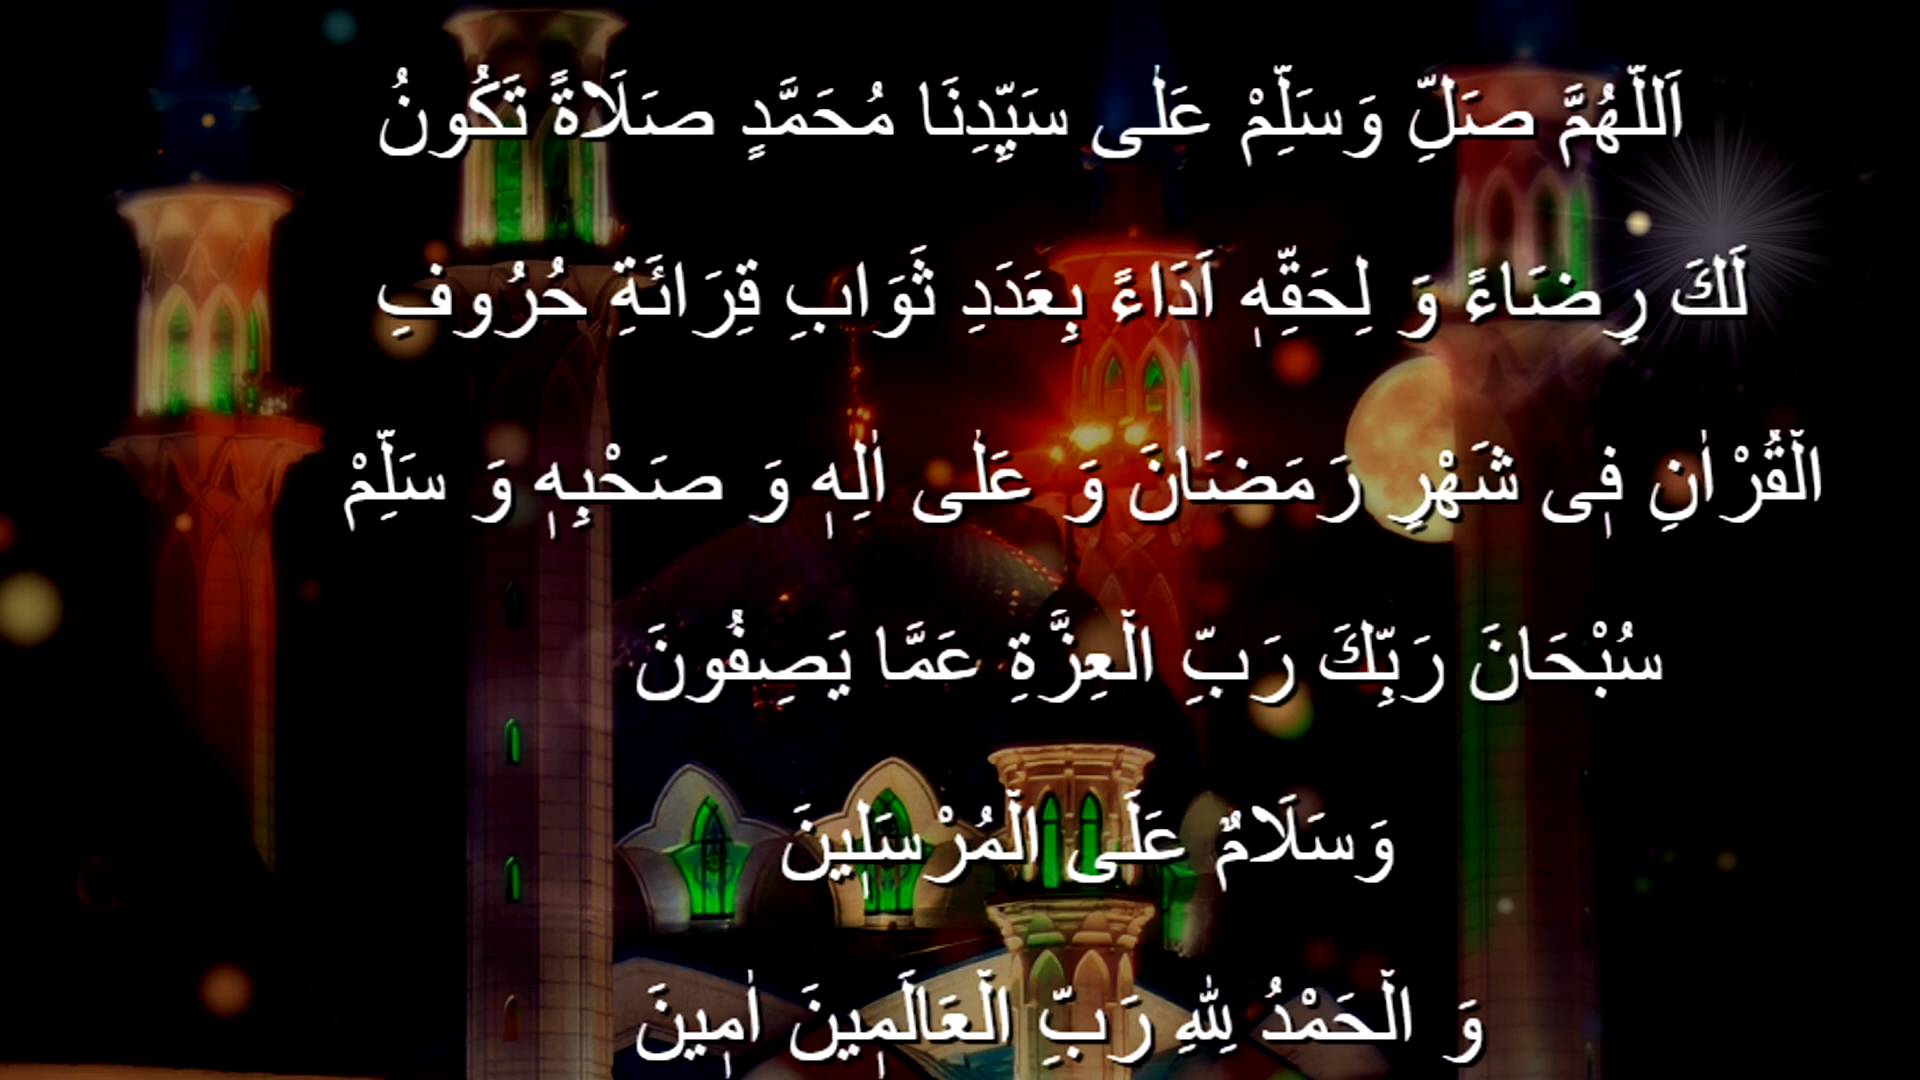 اَللّٰهُمَّ صَلِّ وَسَلِّمْ عَلٰى سَيِّدِنَا مُحَمَّدٍ صَلَاةً تَكُونُ
لَكَ رِضَاءً وَ لِحَقِّهٖ اَدَاءً بِعَدَدِ ثَوَابِ قِرَائَةِ حُرُوفِ
الْقُرْاٰنِ فٖى شَهْرِ رَمَضَانَ وَ عَلٰى اٰلِهٖ وَ صَحْبِهٖ وَ سَلِّمْ
سُبْحَانَ رَبِّكَ رَبِّ الْعِزَّةِ عَمَّا يَصِفُونَ
وَسَلَامٌ عَلَى الْمُرْسَلٖينَ
وَ الْحَمْدُ لِلّٰهِ رَبِّ الْعَالَمٖينَ اٰمٖينَ